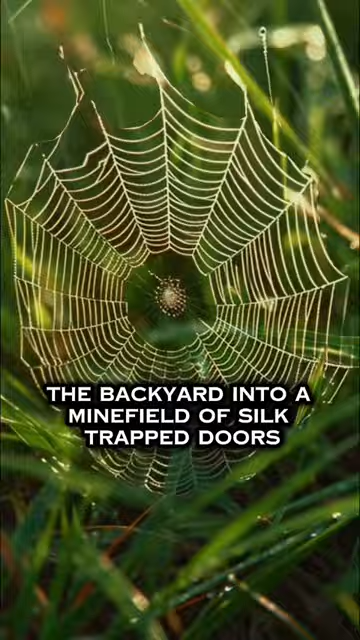 THE BACKYARD INTO A
MINEFIELD OF SILK
TRAPPED DOORS